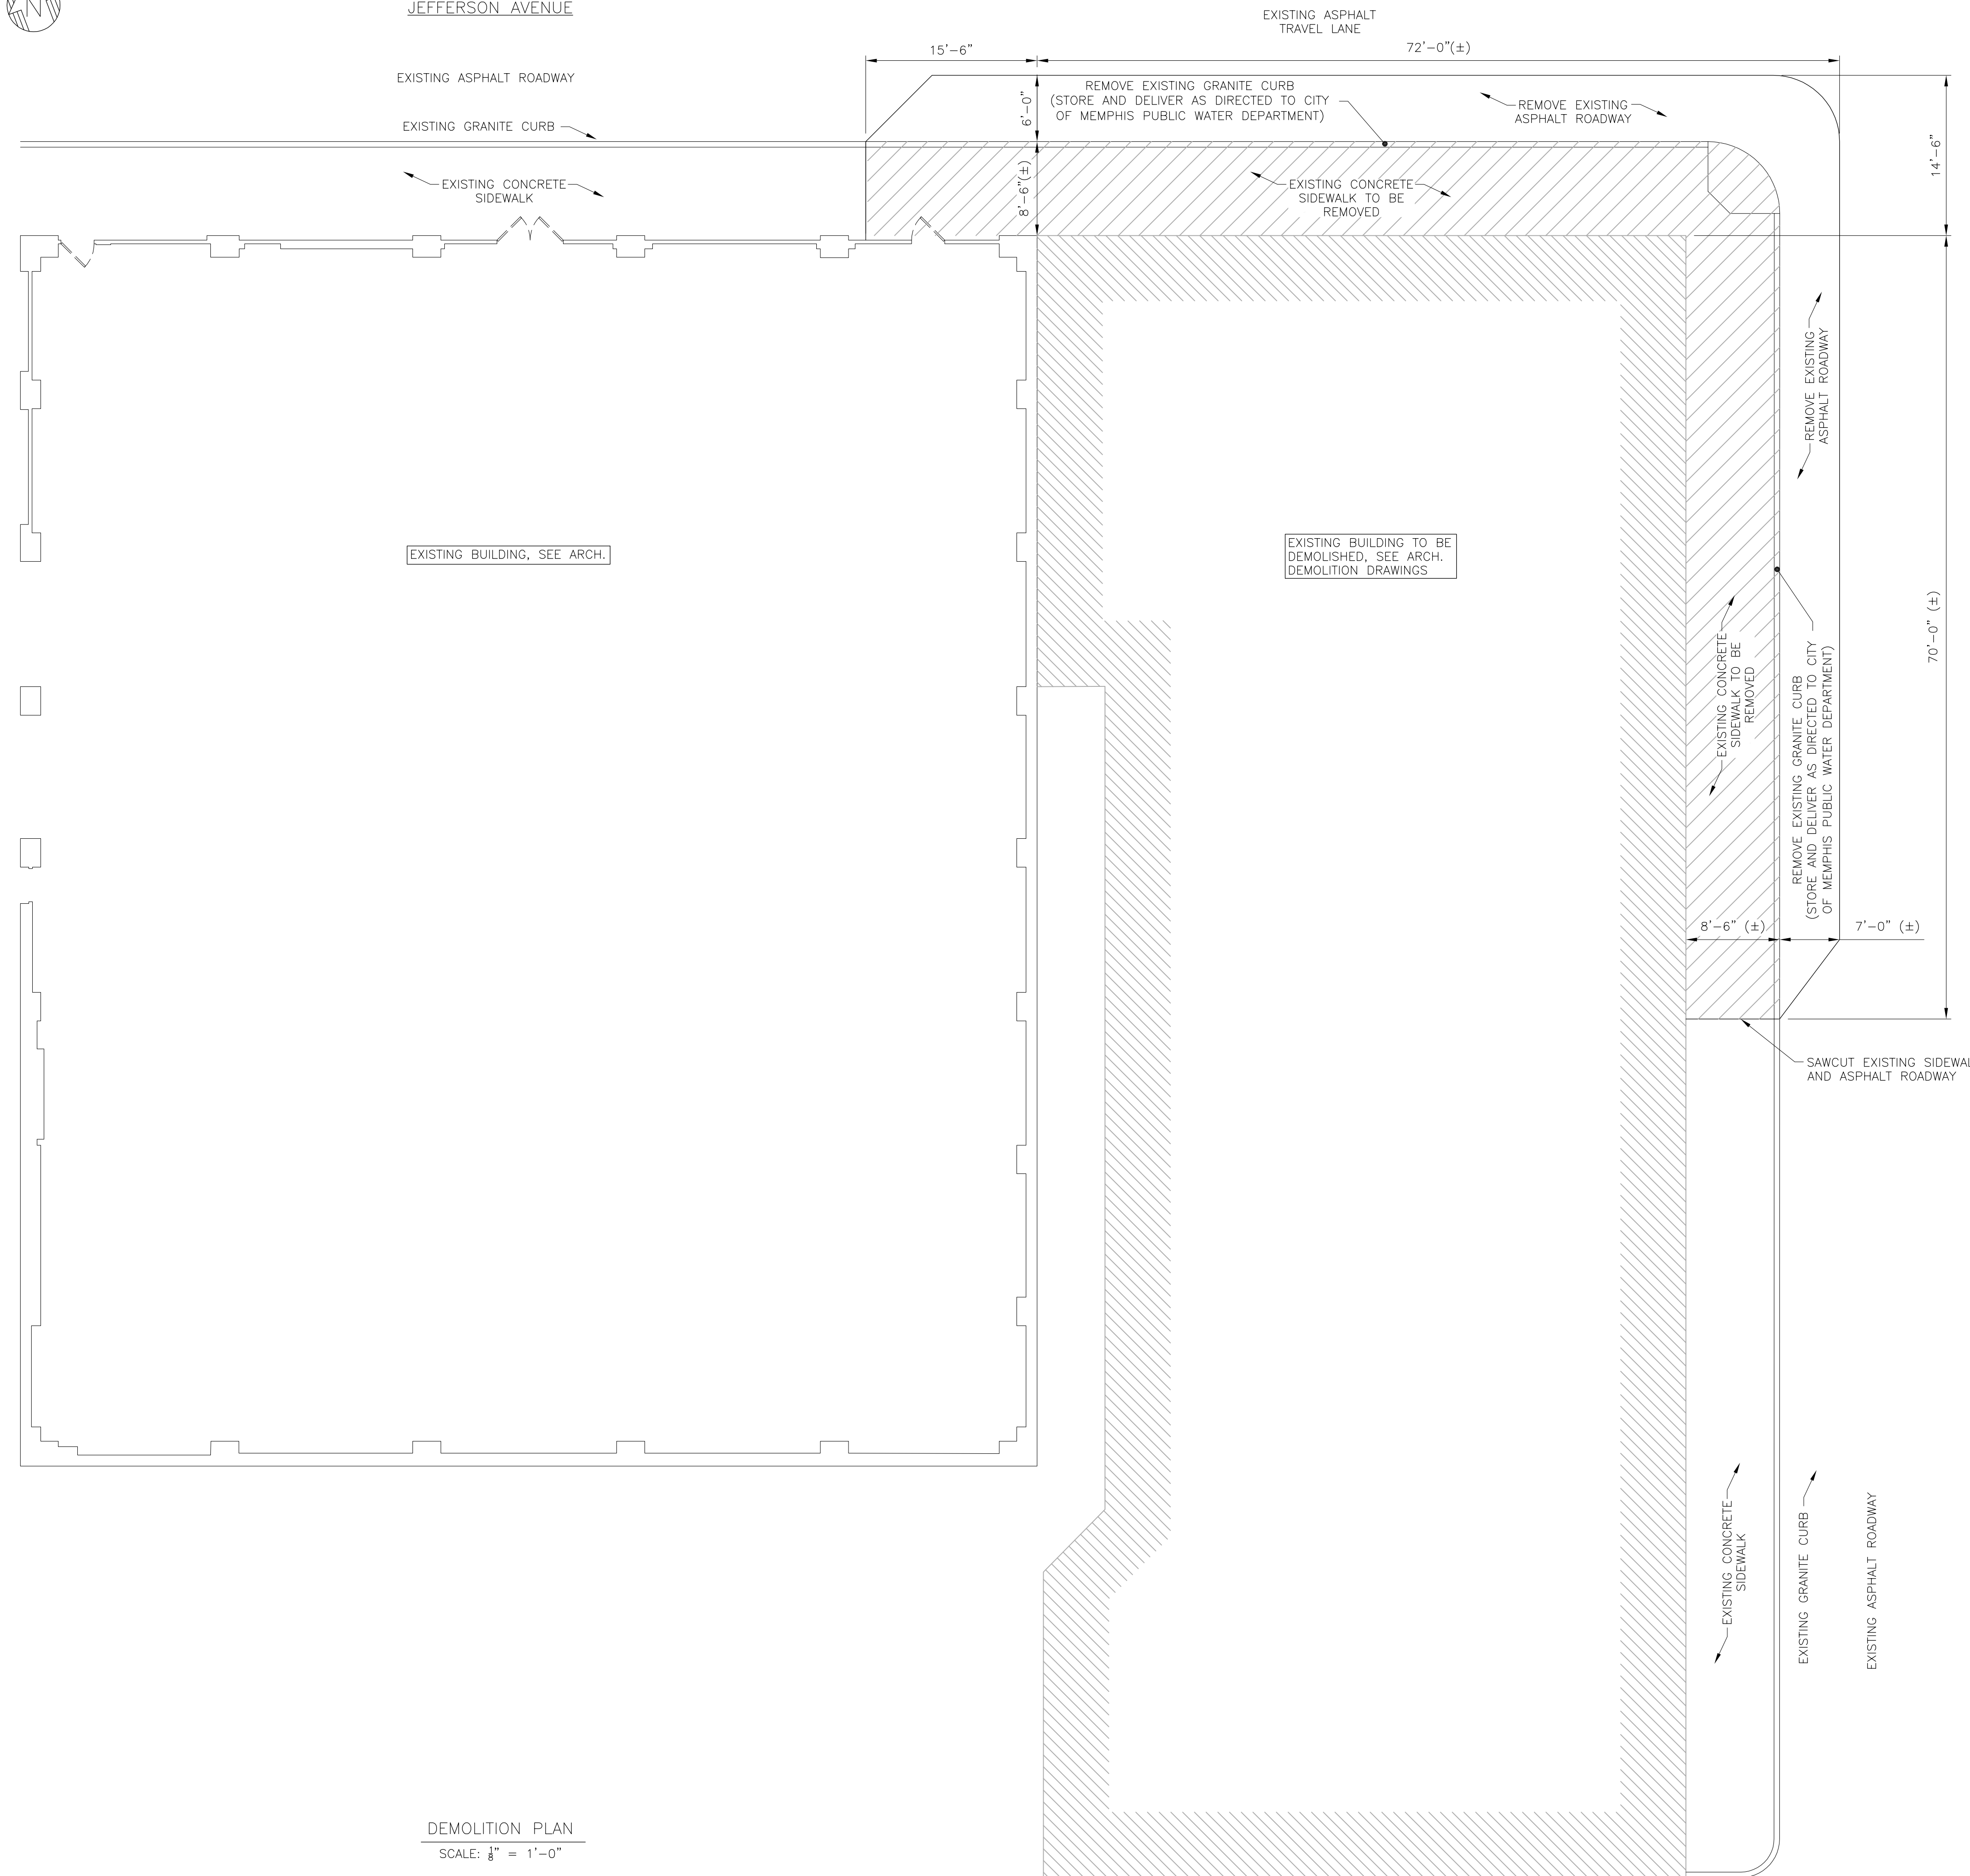 N
JEFFERSON AVENUE
EXISTING ASPHALT
TRAVEL LANE
15'-6"
72'-0"(±)
EXISTING ASPHALT ROADWAY
6'-0"
REMOVE EXISTING GRANITE CURB
(STORE AND DELIVER AS DIRECTED TO CITY
OF MEMPHIS PUBLIC WATER DEPARTMENT)
REMOVE EXISTING
ASPHALT ROADWAY
EXISTING GRANITE CURB
14'-6"
8'-6"(±)
EXISTING CONCRETE
SIDEWALK
EXISTING CONCRETE
SIDEWALK TO BE
REMOVED
REMOVE EXISTING
ASPHALT ROADWAY
EXISTING BUILDING, SEE ARCH.
EXISTING BUILDING TO BE
DEMOLISHED, SEE ARCH.
DEMOLITION DRAWINGS
70'-0" (±)
EXISTING CONCRETE
SIDEWALK TO BE
REMOVED
REMOVE EXISTING GRANITE CURB
(STORE AND DELIVER AS DIRECTED TO CITY
OF MEMPHIS PUBLIC WATER DEPARTMENT)
8'-6" (±)
7'-0" (±)
SAWCUT EXISTING SIDEWAL
AND ASPHALT ROADWAY
EXISTING CONCRETE
SIDEWALK
EXISTING GRANITE CURB
EXISTING ASPHALT ROADWAY
DEMOLITION PLAN
SCALE: 1/8" = 1'-0"